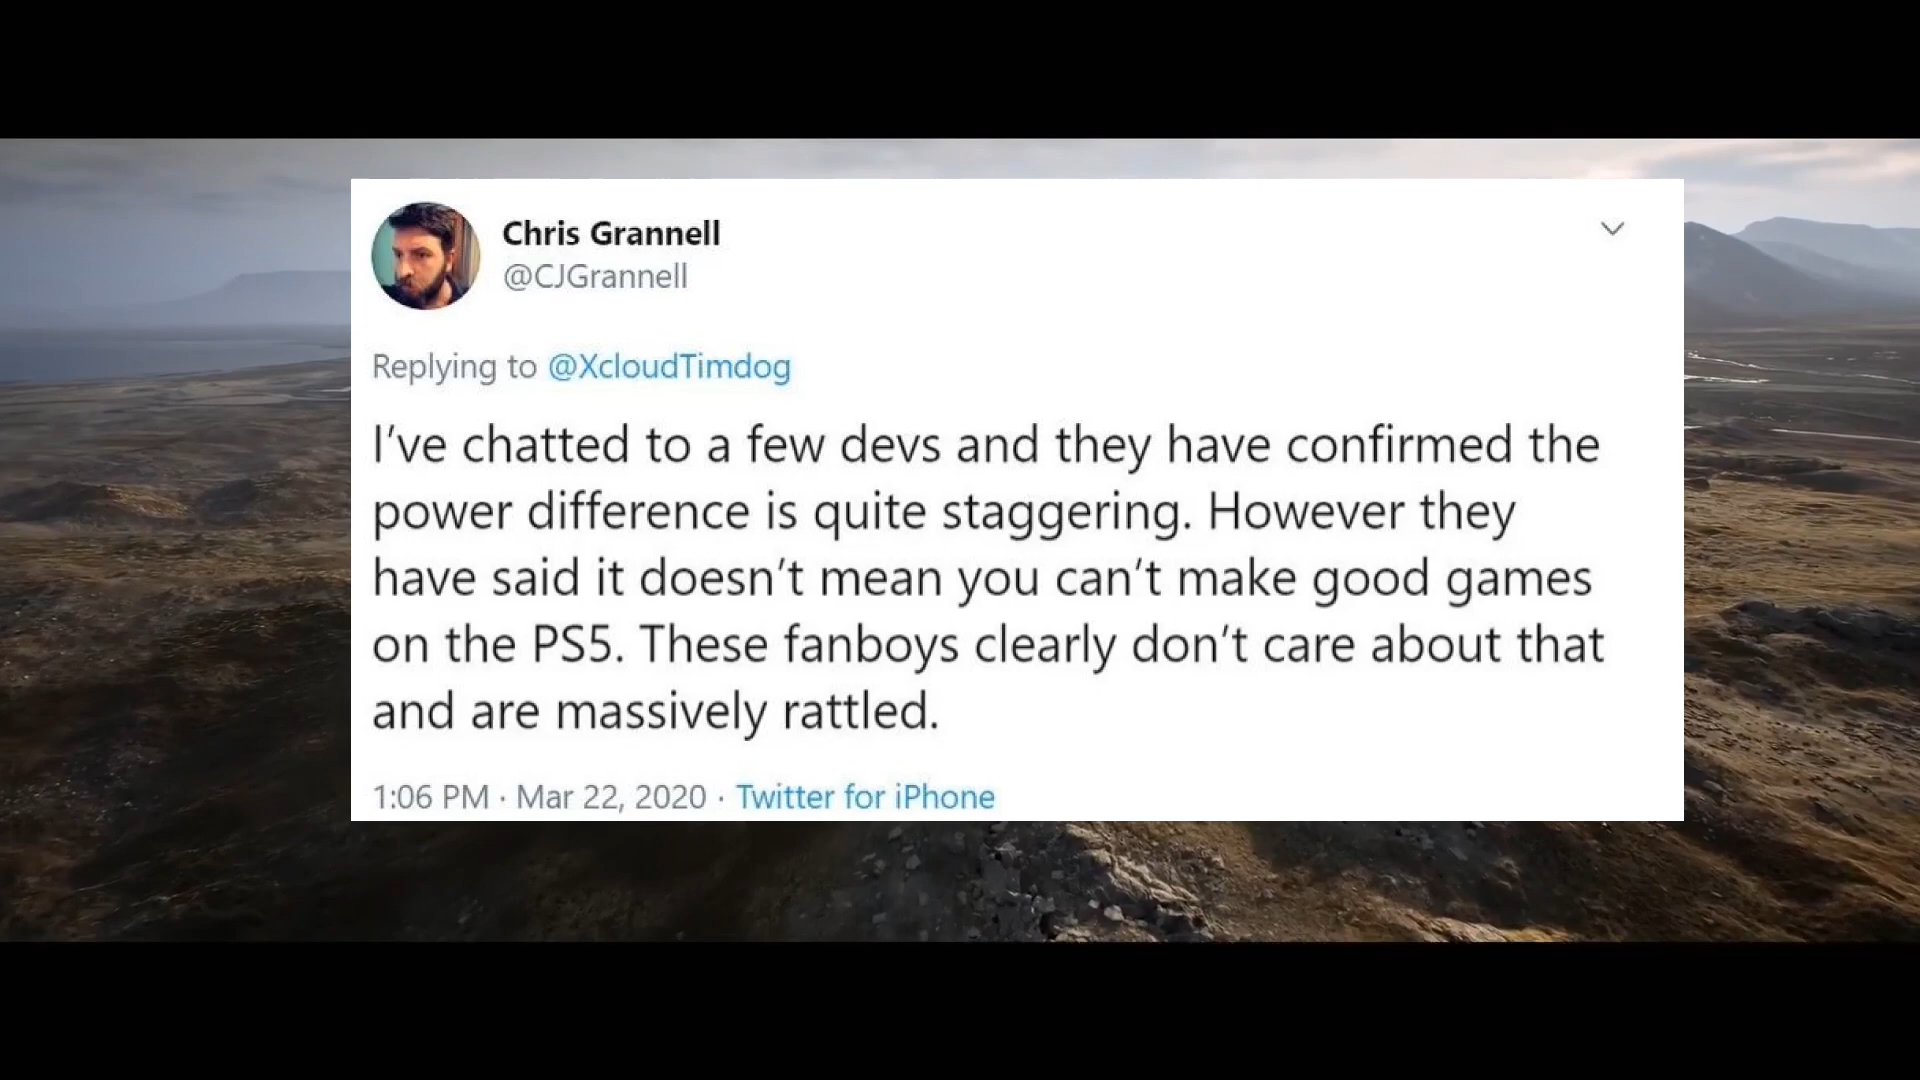 Chris Grannell
@CJGrannell
Replying to @XcloudTimdog
I’ve chatted to a few devs and they have confirmed the
power difference is quite staggering. However they
have said it doesn’t mean you can’t make good games
on the PS5. These fanboys clearly don’t care about that
and are massively rattled.
1:06 PM · Mar 22, 2020 · Twitter for iPhone